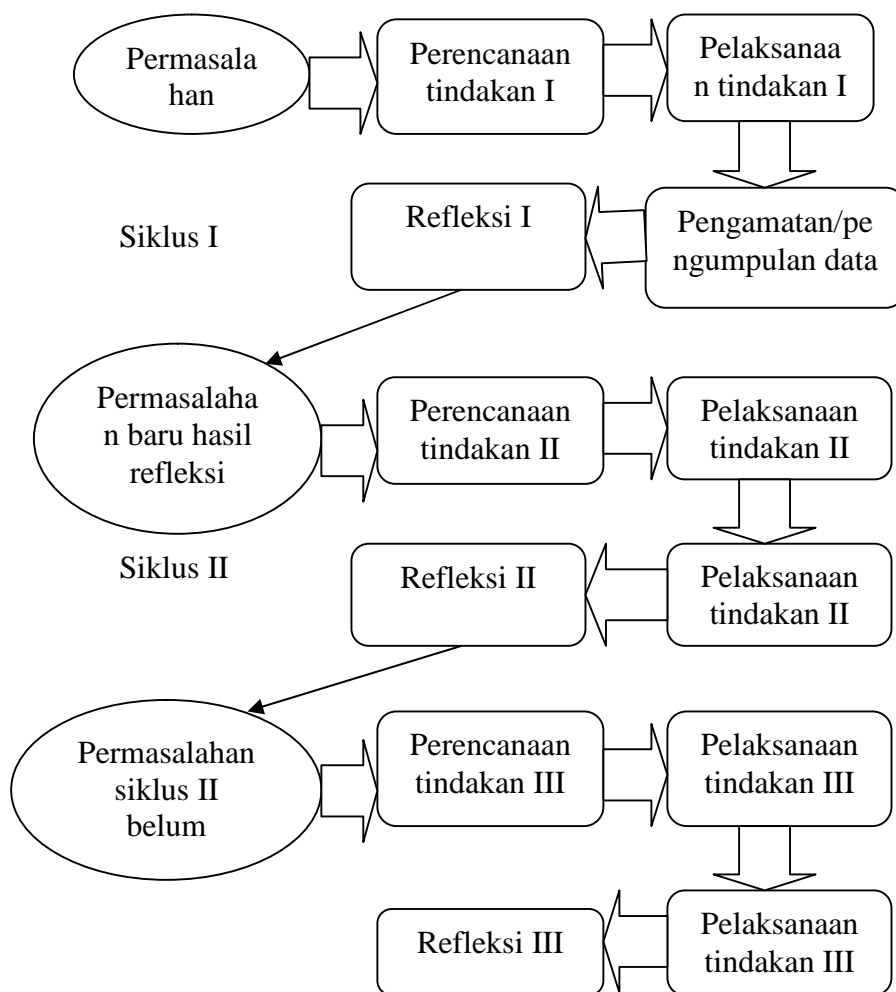 Permasala
han
Perencanaan
tindakan I
Pelaksanaa
n tindakan I
Siklus I
Refleksi I
Pengamatan/pe
ngumpulan data
Permasalaha
n baru hasil
refleksi
Perencanaan
tindakan II
Pelaksanaan
tindakan II
Siklus II
Refleksi II
Pelaksanaan
tindakan II
Permasalahan
siklus II
belum
Perencanaan
tindakan III
Pelaksanaan
tindakan III
Refleksi III
Pelaksanaan
tindakan III